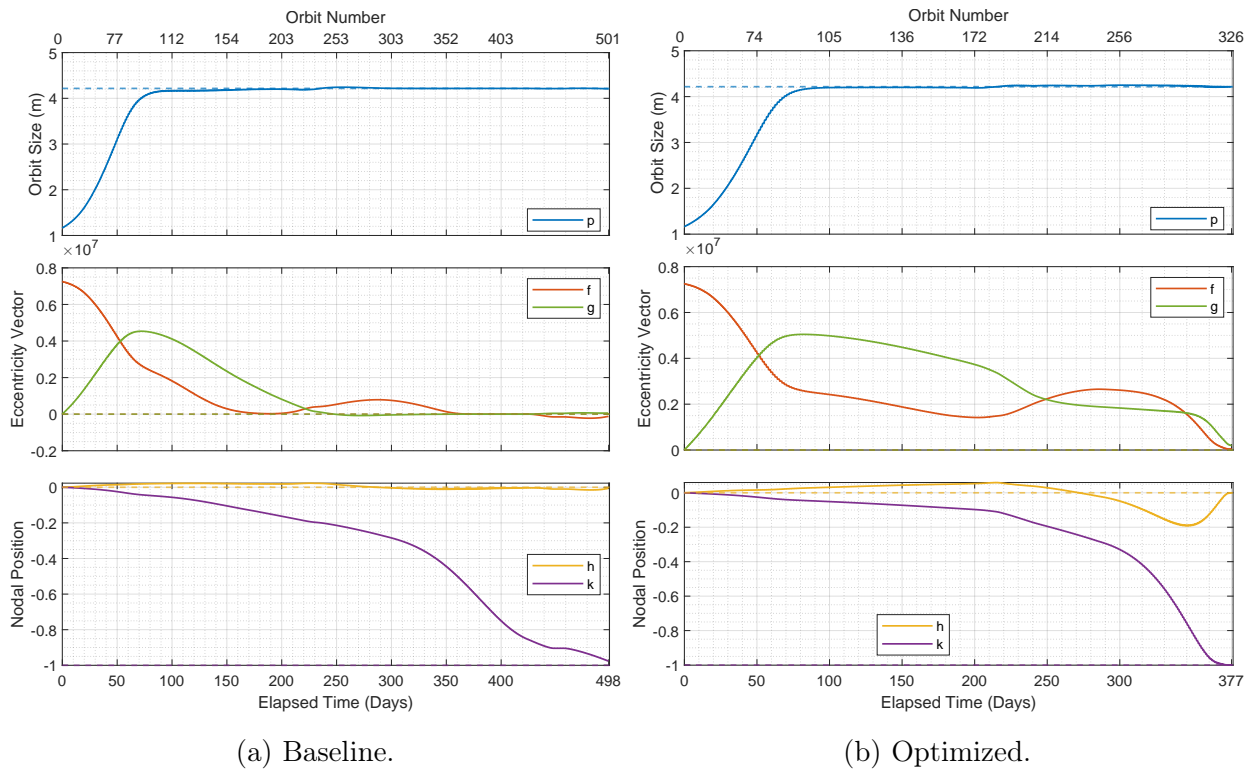 Orbit Number
0 77 112 154 203 253 303 352 403 501
5
4
3
2
1
Orbit Size (m)
p
×10^7
0.8
0.6
0.4
0.2
0
-0.2
Eccentricity Vector
f
g
0
-0.2
-0.4
-0.6
-0.8
-1
Nodal Position
h
k
0 50 100 150 200 250 300 350 400 498
Elapsed Time (Days)
(a) Baseline.
Orbit Number
0 74 105 136 172 214 256 326
5
4
3
2
1
Orbit Size (m)
p
×10^7
0.8
0.6
0.4
0.2
0
Eccentricity Vector
f
g
0
-0.2
-0.4
-0.6
-0.8
-1
Nodal Position
h
k
0 50 100 150 200 250 300 377
Elapsed Time (Days)
(b) Optimized.